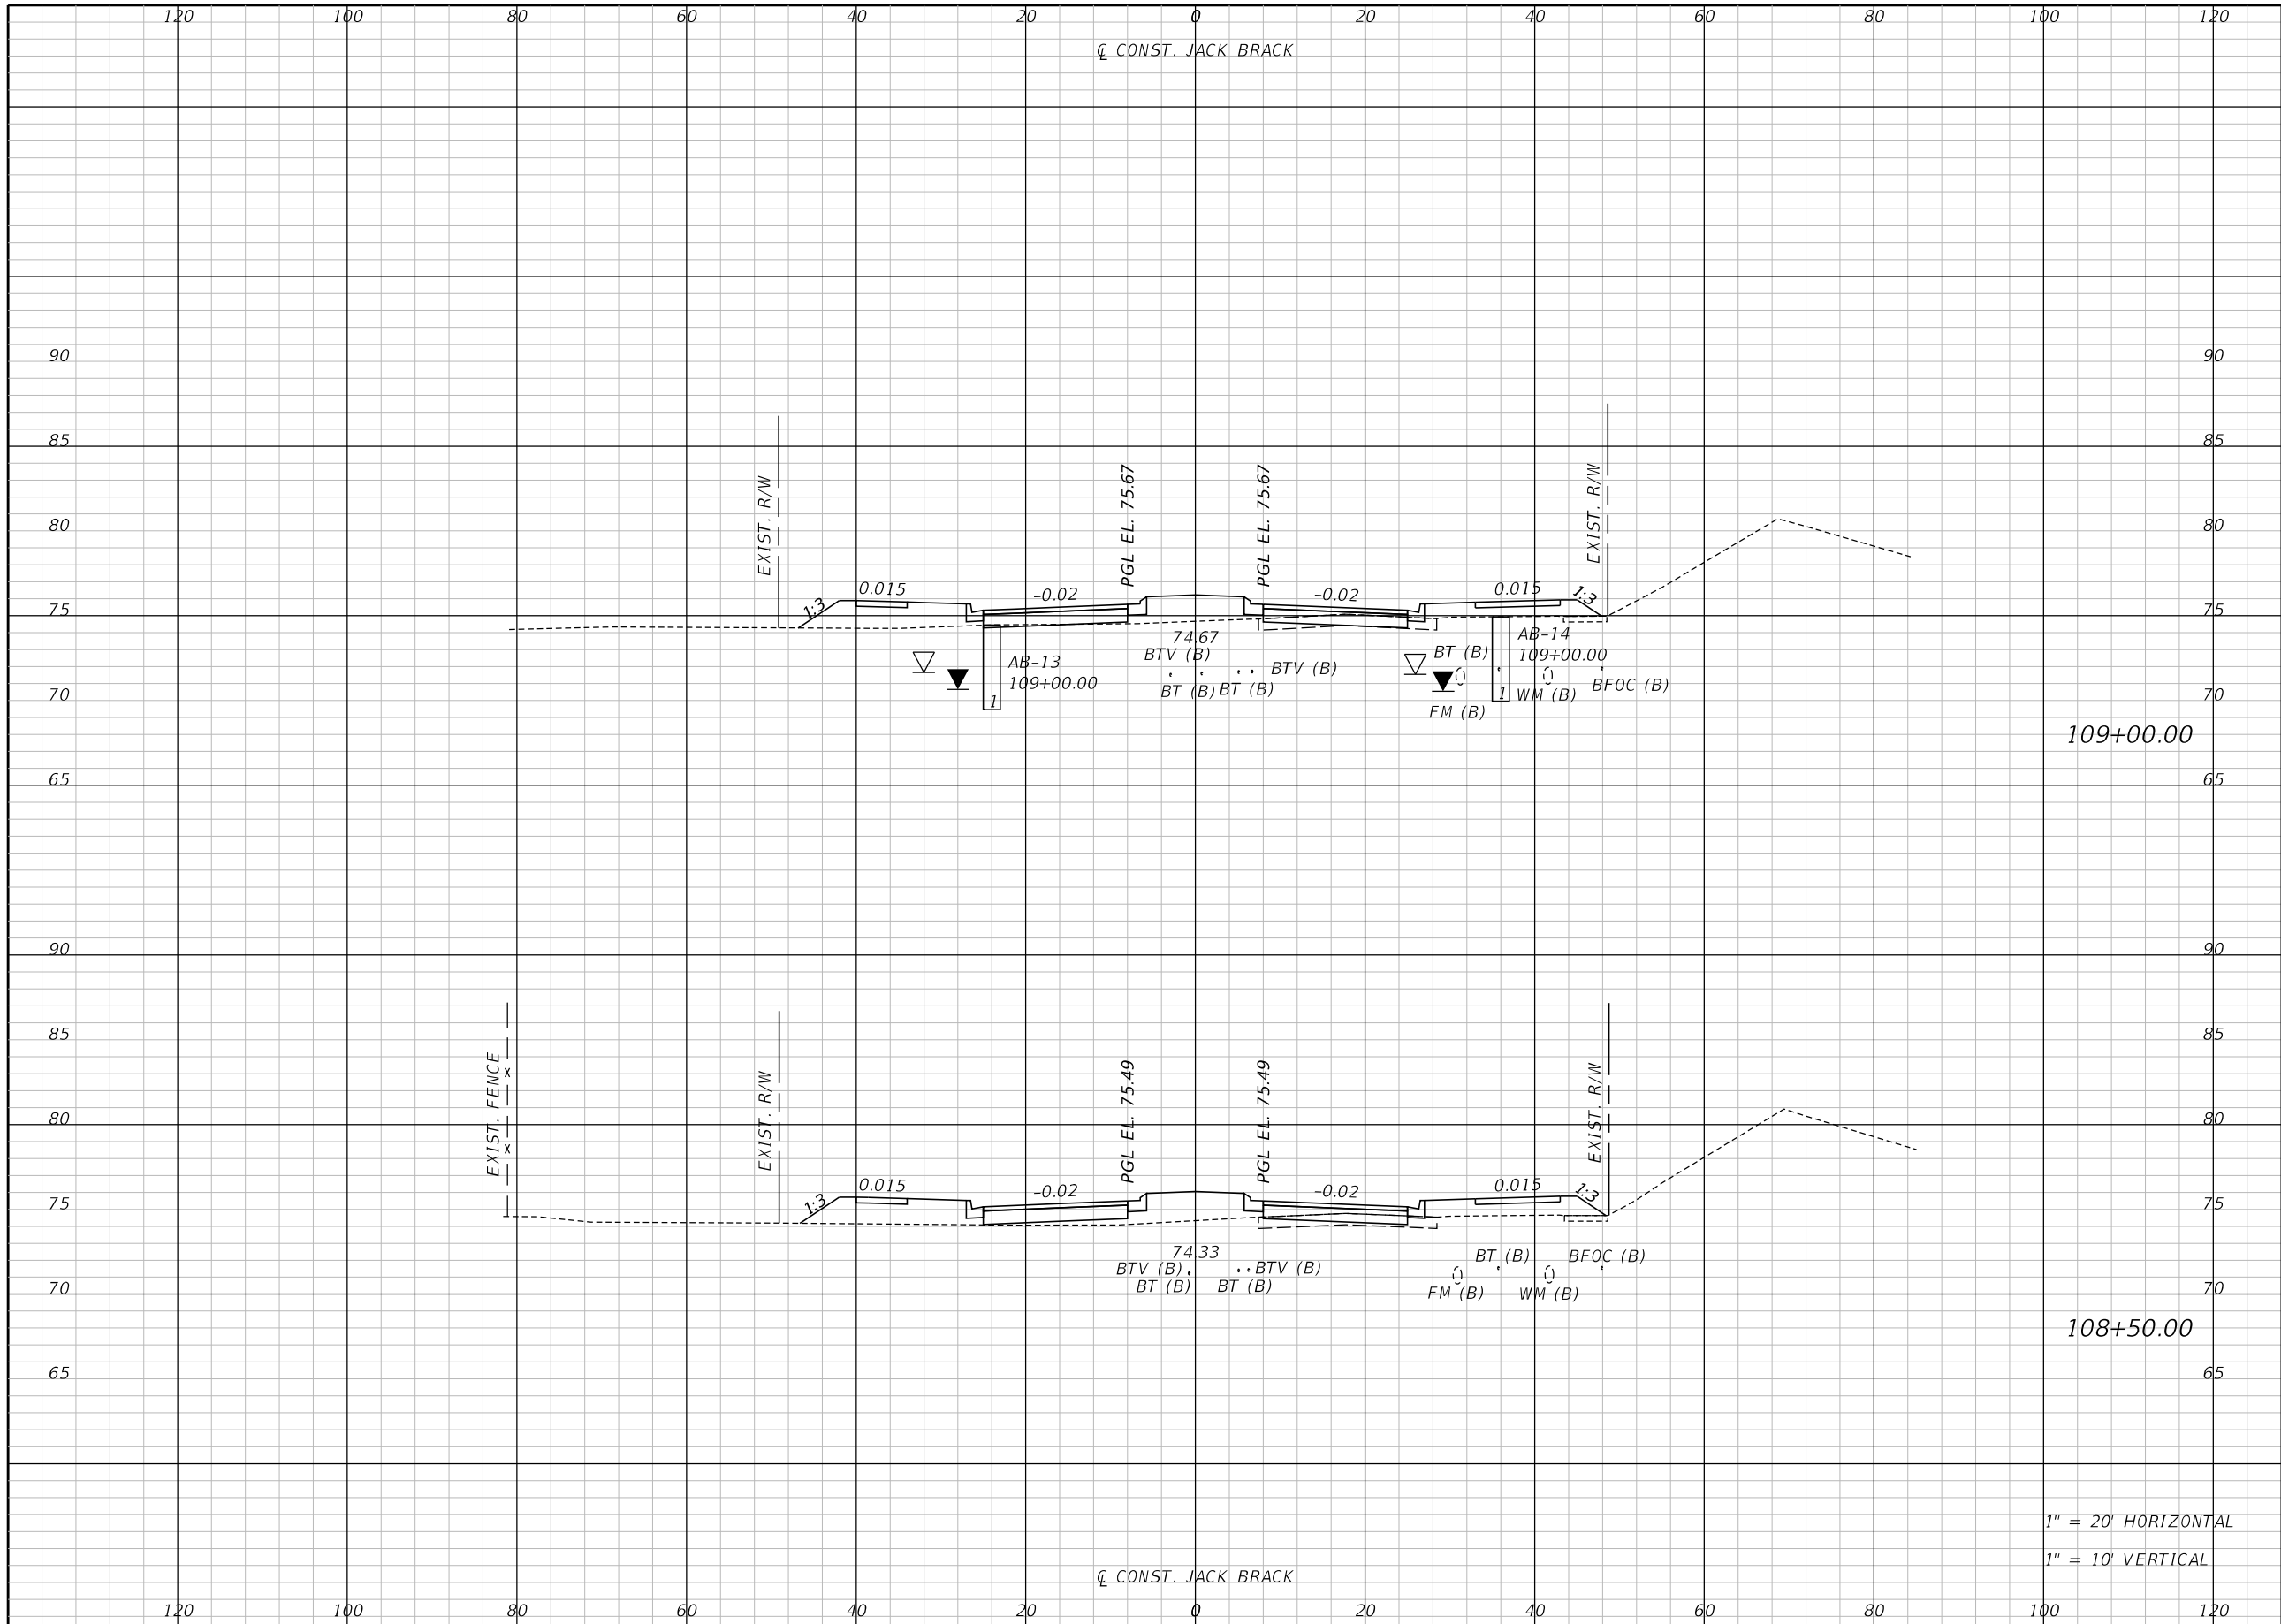 120 100 80 60 40 20 0 20 40 60 80 100 120
℄ CONST. JACK BRACK
90 90
85 85
EXIST. R/W PGL EL. 75.67 PGL EL. 75.67 EXIST. R/W
80 80
1:3 0.015 -0.02 -0.02 0.015 1:3
75 75
74.67 AB-14
BTV (B) BT (B) 109+00.00
AB-13 BTV (B)
109+00.00 BT (B) BT (B) BFOC (B)
70 1 1 WM (B) 70
FM (B)
109+00.00
65 65
90 90
85 85
EXIST. FENCE EXIST. R/W PGL EL. 75.49 PGL EL. 75.49 EXIST. R/W
x
80 80
x
1:3 0.015 -0.02 -0.02 0.015 1:3
75 75
74.33 BT (B) BFOC (B)
BTV (B) BTV (B)
BT (B) BT (B)
70 FM (B) WM (B) 70
108+50.00
65 65
1" = 20' HORIZONTAL
1" = 10' VERTICAL
℄ CONST. JACK BRACK
120 100 80 60 40 20 0 20 40 60 80 100 120